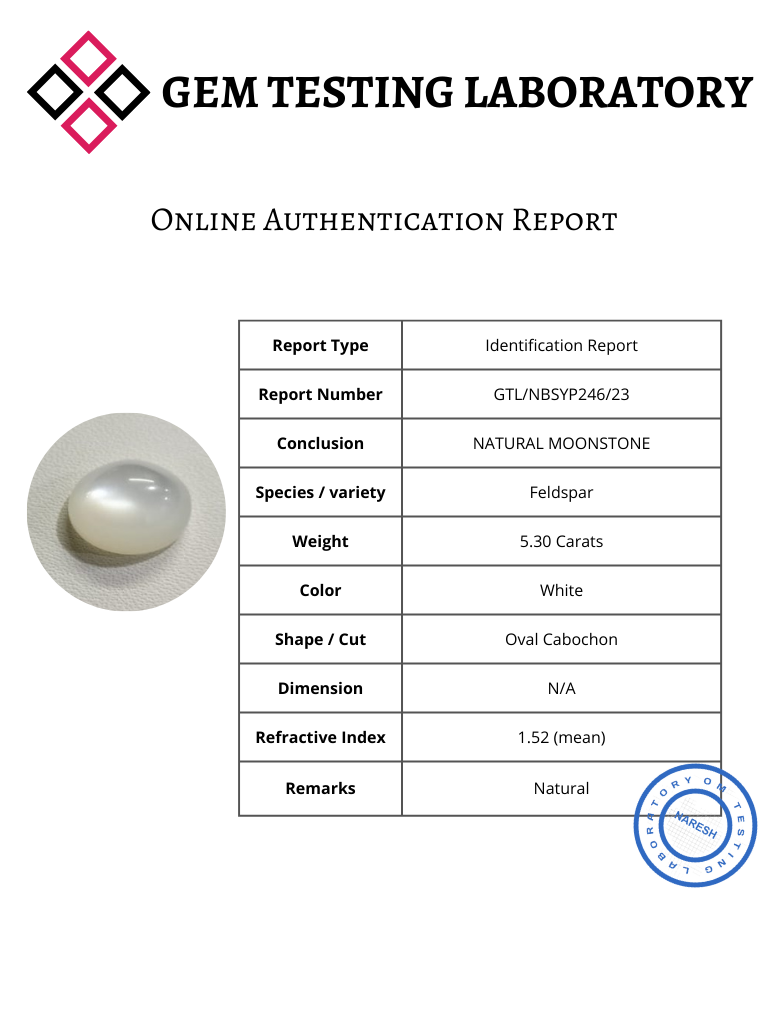 GEM TESTING LABORATORY
Online Authentication Report
Report Type Identification Report
Report Number GTL/NBSYP246/23
Conclusion NATURAL MOONSTONE
Species / variety Feldspar
Weight 5.30 Carats
Color White
Shape / Cut Oval Cabochon
Dimension N/A
Refractive Index 1.52 (mean)
Remarks Natural
OM TESTING LABORATORY
NARESH